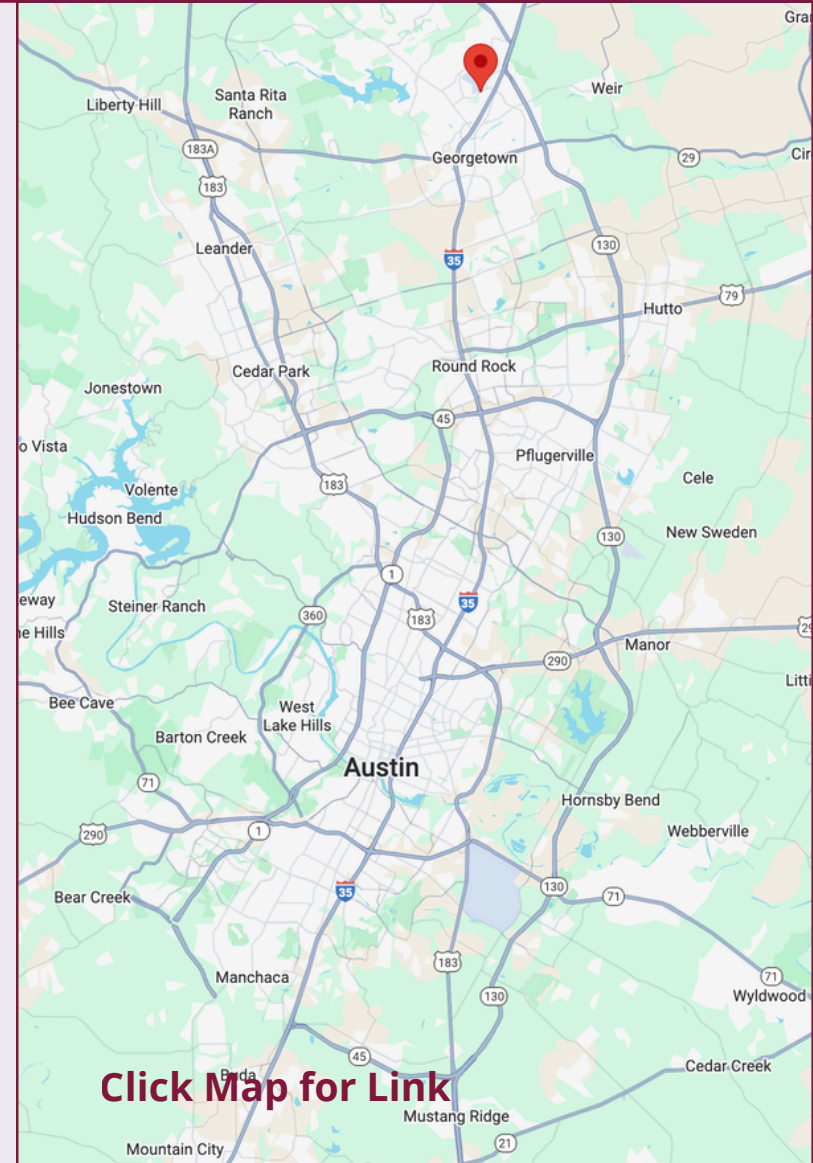 Gra
Weir
Liberty Hill
Santa Rita
Ranch
183A
Georgetown
29
Cir
183
Leander
130
35
79
Hutto
Cedar Park
Round Rock
Jonestown
45
o Vista
Pflugerville
183
Cele
Volente
Hudson Bend
130
New Sweden
1
eway
Steiner Ranch
35
360
183
ne Hills
29
Manor
290
Litti
Bee Cave
West
Lake Hills
Barton Creek
Austin
71
Hornsby Bend
290
1
Webberville
130
35
71
Bear Creek
183
Manchaca
71
130
Wyldwood
45
Cedar Creek
Buda
Click Map for Link
Mustang Ridge
21
Mountain City